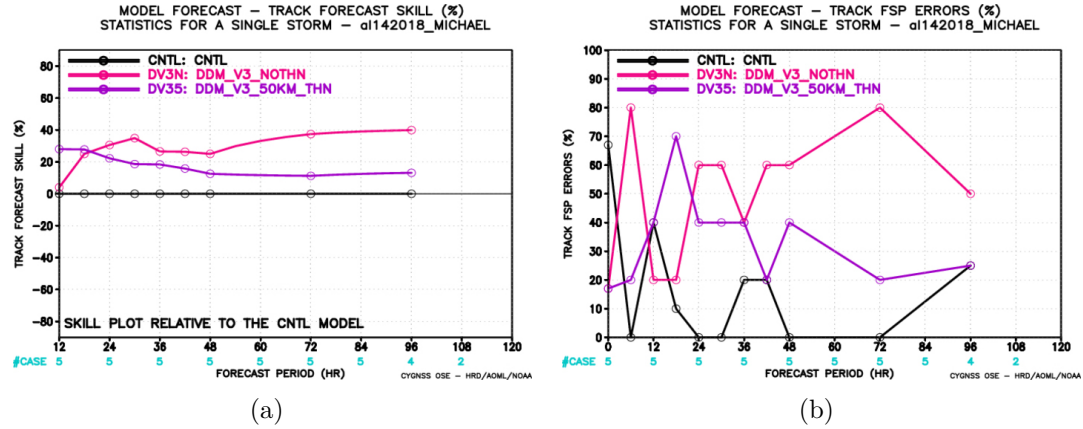 MODEL FORECAST – TRACK FORECAST SKILL (%)
STATISTICS FOR A SINGLE STORM – al142018_MICHAEL
CNTL: CNTL
DV3N: DDM_V3_NOTHN
DV35: DDM_V3_50KM_THN
TRACK FORECAST SKILL (%)
80
60
40
20
0
−20
−40
−60
−80
SKILL PLOT RELATIVE TO THE CNTL MODEL
12 24 36 48 60 72 84 96 108 120
#CASE 5 5 5 5 5 5 5 4 2
FORECAST PERIOD (HR)
CYGNSS OSE – HRD/AOML/NOAA
(a)
MODEL FORECAST – TRACK FSP ERRORS (%)
STATISTICS FOR A SINGLE STORM – al142018_MICHAEL
CNTL: CNTL
DV3N: DDM_V3_NOTHN
DV35: DDM_V3_50KM_THN
TRACK FSP ERRORS (%)
100
90
80
70
60
50
40
30
20
10
0
0 12 24 36 48 60 72 84 96 108 120
#CASE 5 5 5 5 5 5 5 5 4 2
FORECAST PERIOD (HR)
CYGNSS OSE – HRD/AOML/NOAA
(b)